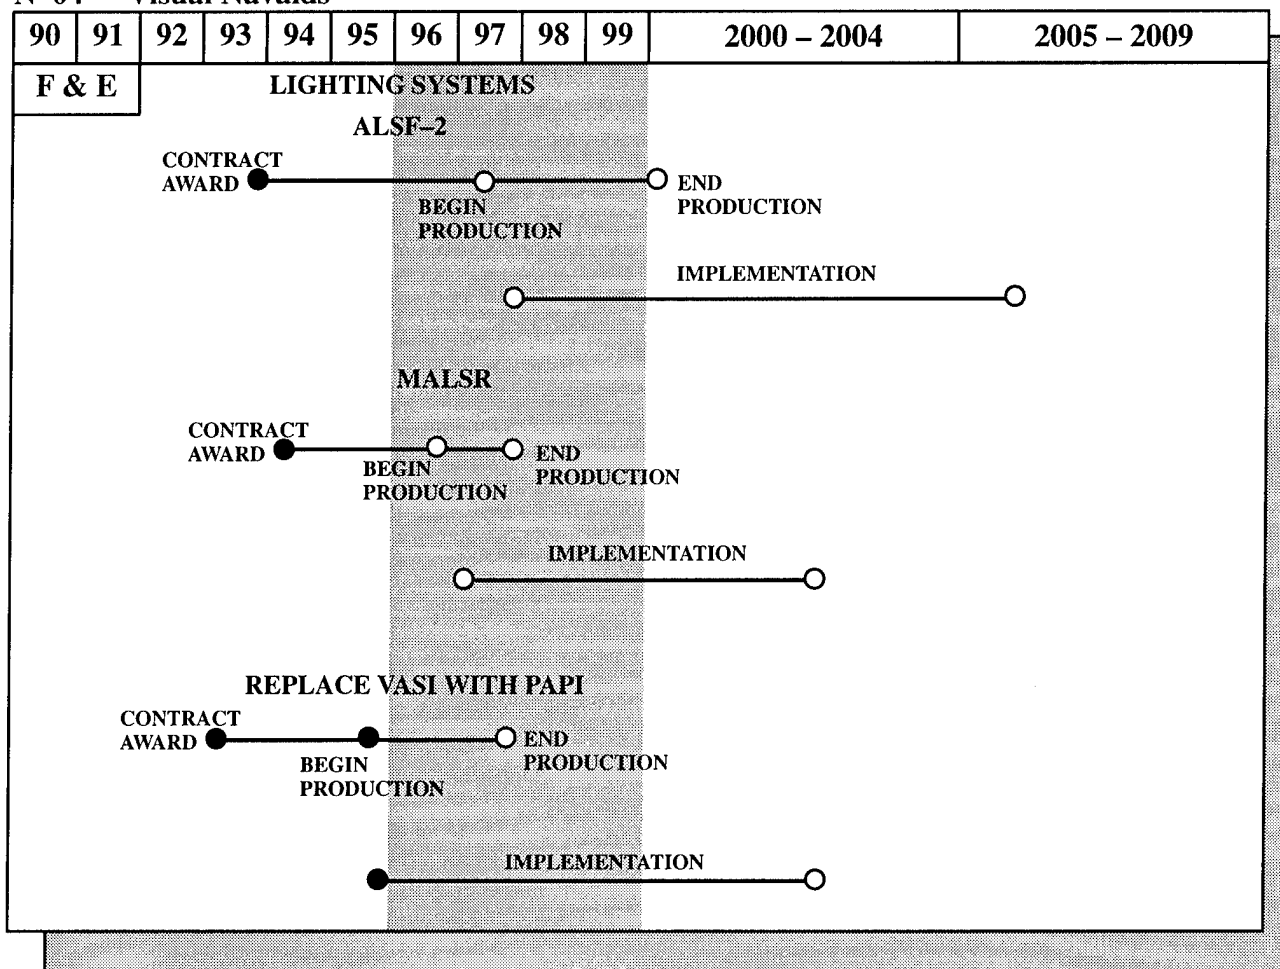 90 91 92 93 94 95 96 97 98 99 2000 – 2004 2005 – 2009
F & E
LIGHTING SYSTEMS
ALSF–2
CONTRACT
AWARD
BEGIN
PRODUCTION
END
PRODUCTION
IMPLEMENTATION
MALSR
CONTRACT
AWARD
BEGIN
PRODUCTION
END
PRODUCTION
IMPLEMENTATION
REPLACE VASI WITH PAPI
CONTRACT
AWARD
BEGIN
PRODUCTION
END
PRODUCTION
IMPLEMENTATION